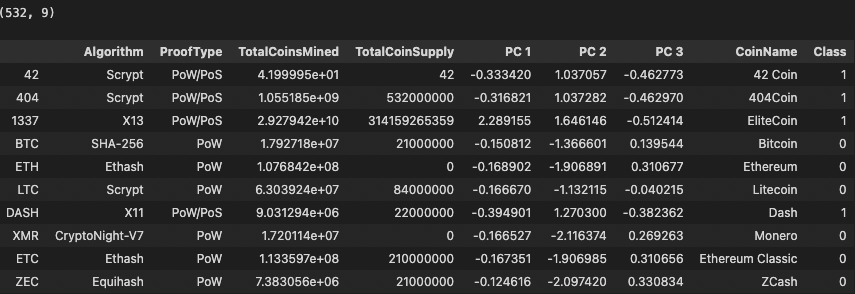 (532, 9)
Algorithm ProofType TotalCoinsMined TotalCoinSupply PC 1 PC 2 PC 3 CoinName Class
42 Scrypt PoW/PoS 4.199995e+01 42 -0.333420 1.037057 -0.462773 42 Coin 1
404 Scrypt PoW/PoS 1.055185e+09 532000000 -0.316821 1.037282 -0.462970 404Coin 1
1337 X13 PoW/PoS 2.927942e+10 314159265359 2.289155 1.646146 -0.512414 EliteCoin 1
BTC SHA-256 PoW 1.792718e+07 21000000 -0.150812 -1.366601 0.139544 Bitcoin 0
ETH Ethash PoW 1.076842e+08 0 -0.168902 -1.906891 0.310677 Ethereum 0
LTC Scrypt PoW 6.303924e+07 84000000 -0.166670 -1.132115 -0.040215 Litecoin 0
DASH X11 PoW/PoS 9.031294e+06 22000000 -0.394901 1.270300 -0.382362 Dash 1
XMR CryptoNight-V7 PoW 1.720114e+07 0 -0.166527 -2.116374 0.269263 Monero 0
ETC Ethash PoW 1.133597e+08 210000000 -0.167351 -1.906985 0.310656 Ethereum Classic 0
ZEC Equihash PoW 7.383056e+06 21000000 -0.124616 -2.097420 0.330834 ZCash 0